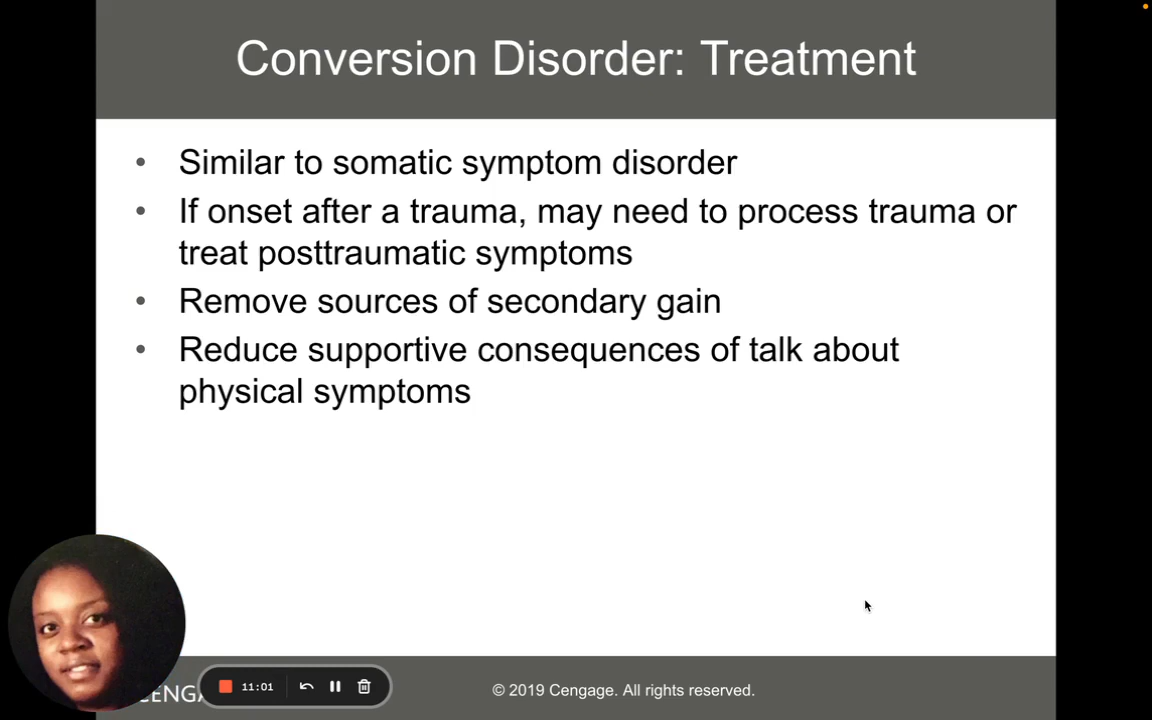 Conversion Disorder: Treatment
• Similar to somatic symptom disorder
• If onset after a trauma, may need to process trauma or
treat posttraumatic symptoms
• Remove sources of secondary gain
• Reduce supportive consequences of talk about
physical symptoms
11:01
© 2019 Cengage. All rights reserved.